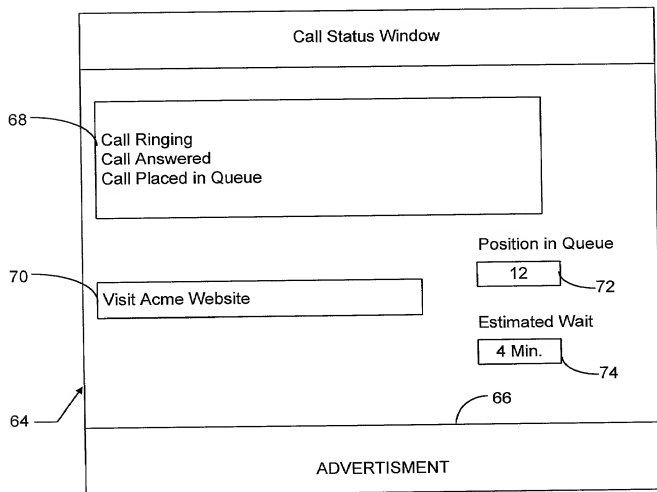 Call Status Window
68
Call Ringing
Call Answered
Call Placed in Queue
Position in Queue
70
12
72
Visit Acme Website
Estimated Wait
4 Min.
74
66
64
ADVERTISMENT